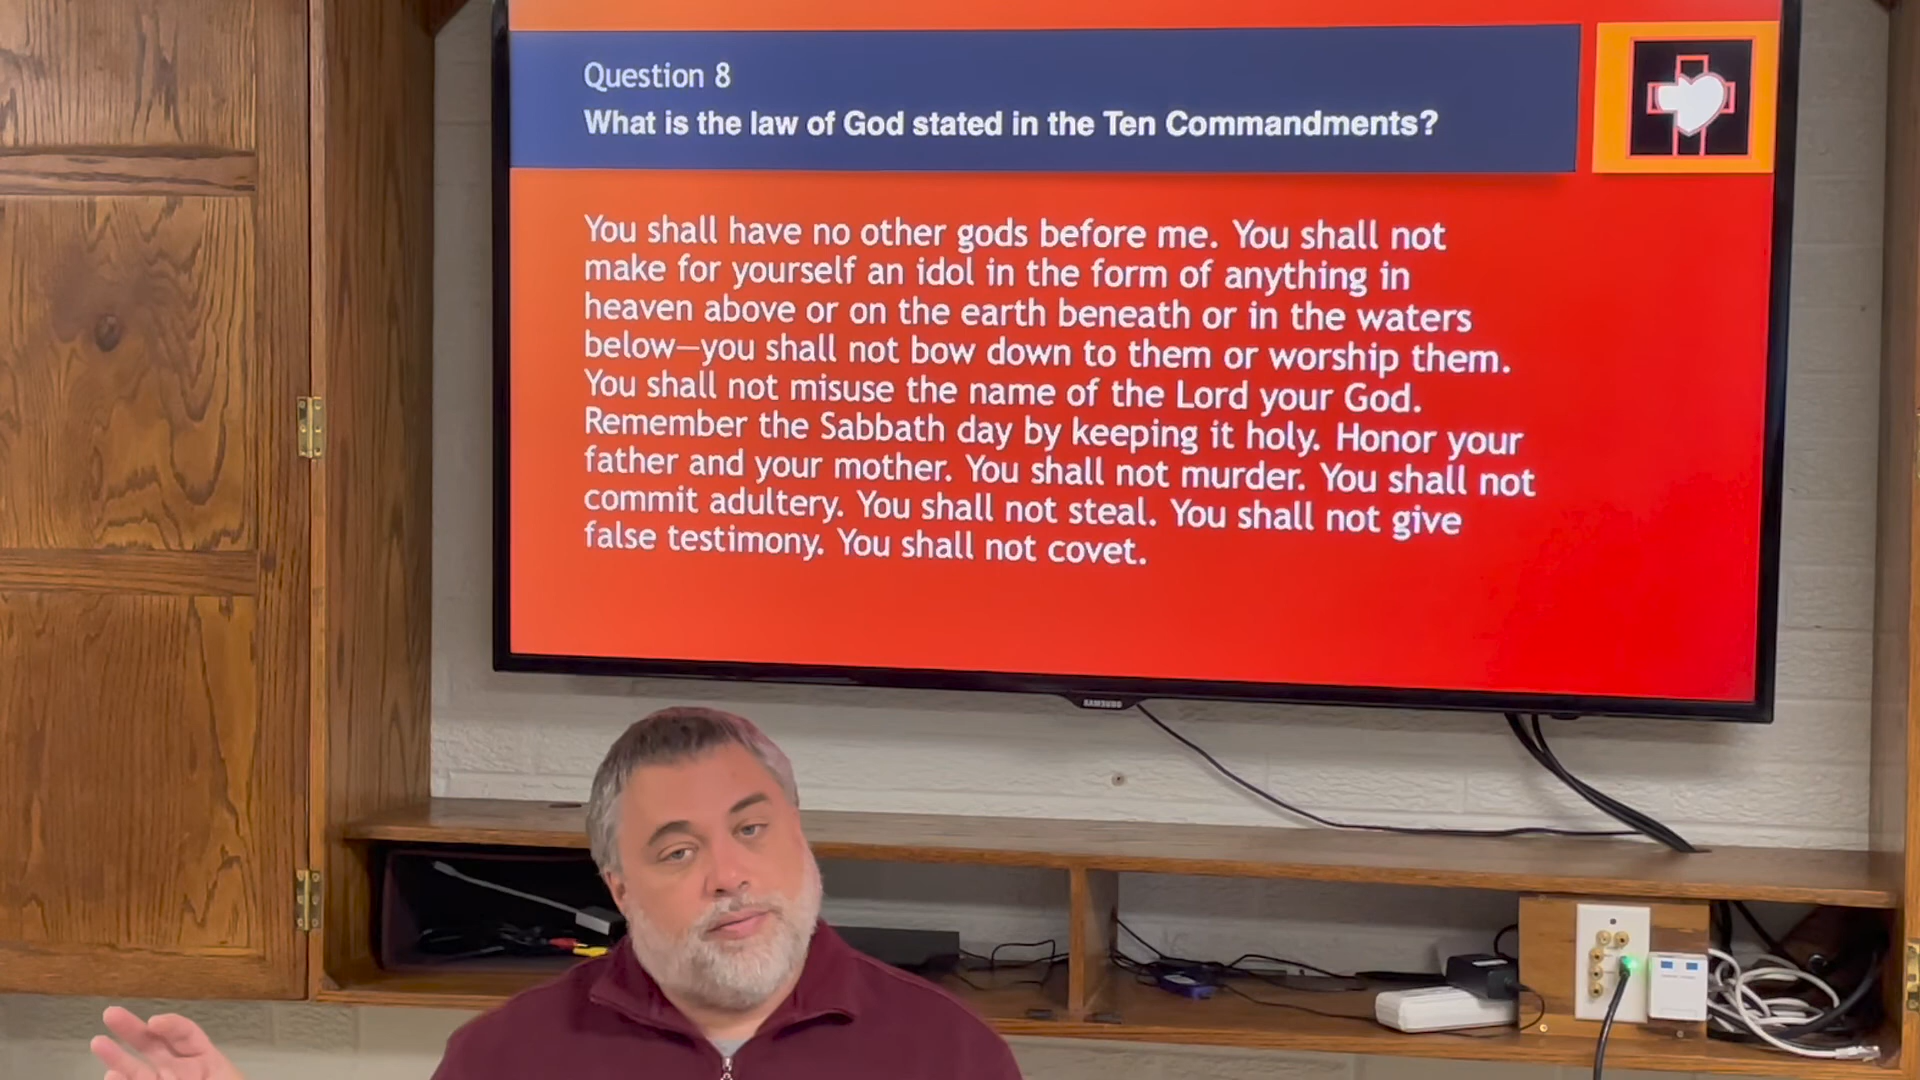 Question 8
What is the law of God stated in the Ten Commandments?
You shall have no other gods before me. You shall not
make for yourself an idol in the form of anything in
heaven above or on the earth beneath or in the waters
below—you shall not bow down to them or worship them.
You shall not misuse the name of the Lord your God.
Remember the Sabbath day by keeping it holy. Honor your
father and your mother. You shall not murder. You shall not
commit adultery. You shall not steal. You shall not give
false testimony. You shall not covet.
SAMSUNG